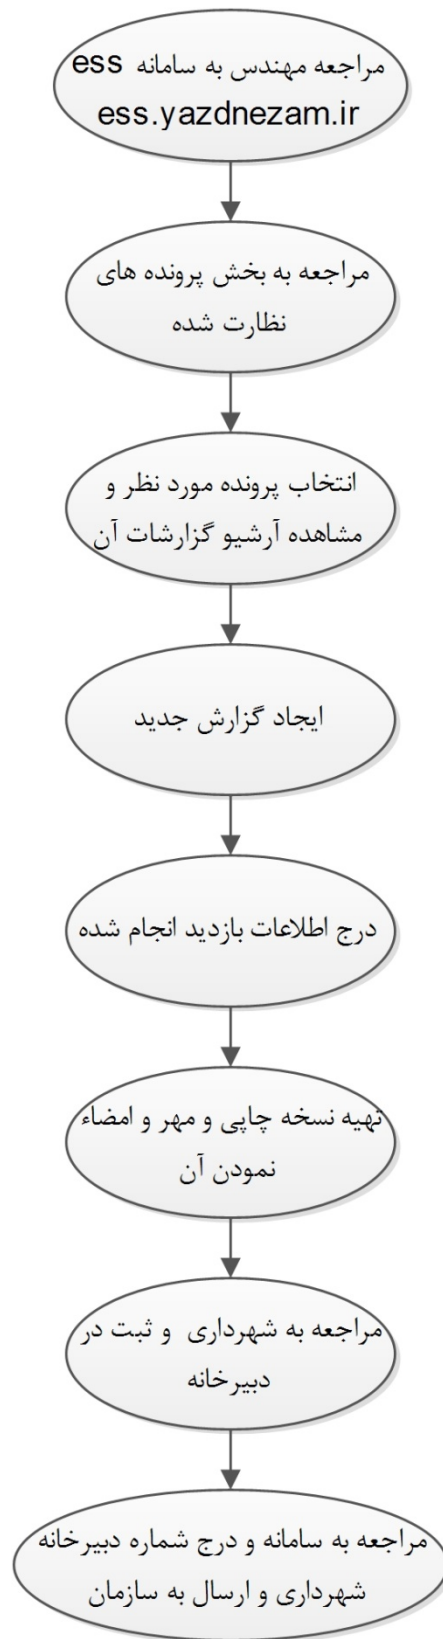 مراجعه مهندس به سامانه ess
ess.yazdnezam.ir
مراجعه به بخش پرونده های
نظارت شده
انتخاب پرونده مورد نظر و
مشاهده آرشیو گزارشات آن
ایجاد گزارش جدید
درج اطلاعات بازدید انجام شده
تهیه نسخه چاپی و مهر و امضاء
نمودن آن
مراجعه به شهرداری و ثبت در
دبیرخانه
مراجعه به سامانه و درج شماره دبیرخانه
شهرداری و ارسال به سازمان